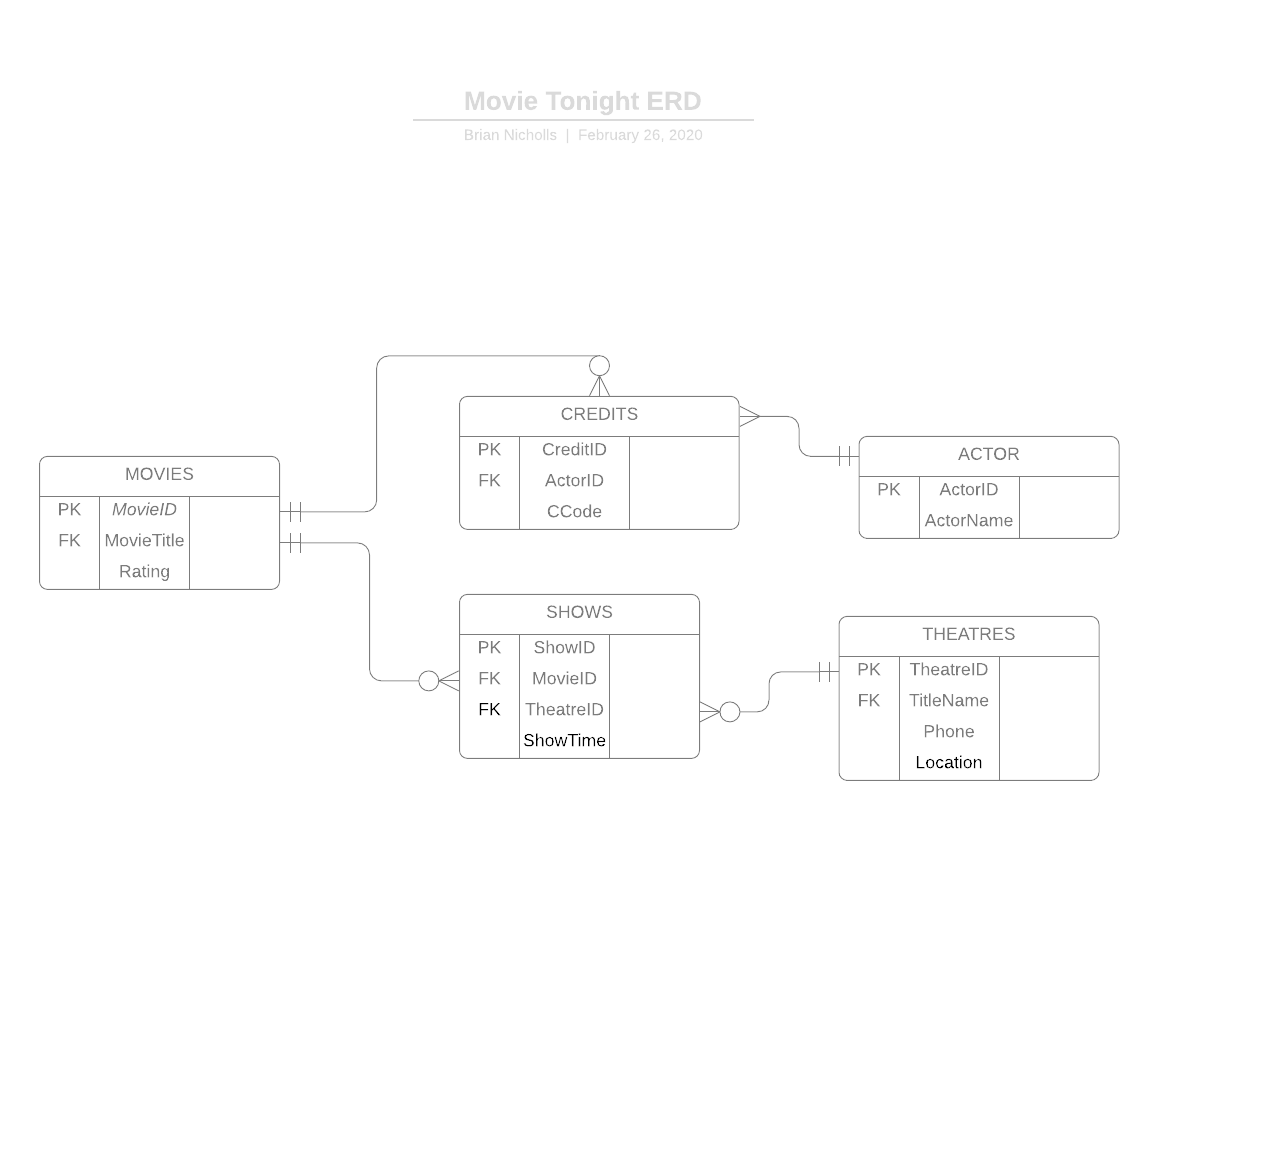 Movie Tonight ERD
Brian Nicholls | February 26, 2020
MOVIES
PK MovieID
FK MovieTitle
Rating
CREDITS
PK CreditID
FK ActorID
CCode
ACTOR
PK ActorID
ActorName
SHOWS
PK ShowID
FK MovieID
FK TheatreID
ShowTime
THEATRES
PK TheatreID
FK TitleName
Phone
Location